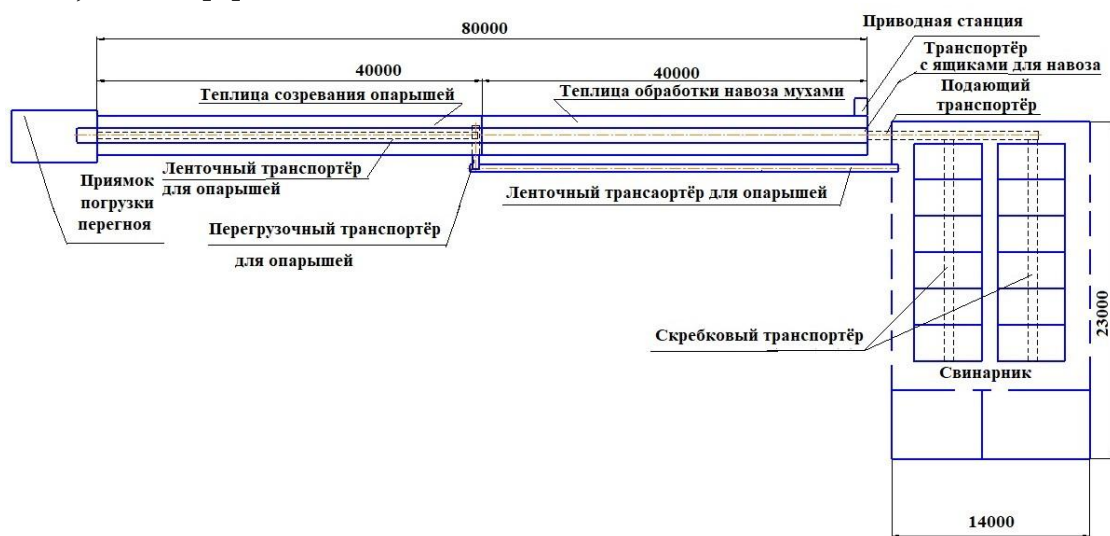 Приводная станция
80000
Транспортёр
с ящиками для навоза
40000
40000
Подающий
транспортёр
Теплица созревания опарышей
Теплица обработки навоза мухами
Ленточный транспортёр
для опарышей
Ленточный трансаортёр для опарышей
Приямок
погрузки
перегноя
Перегрузочный транспортёр
для опарышей
Скребковый транспортёр
23000
Свинарник
14000